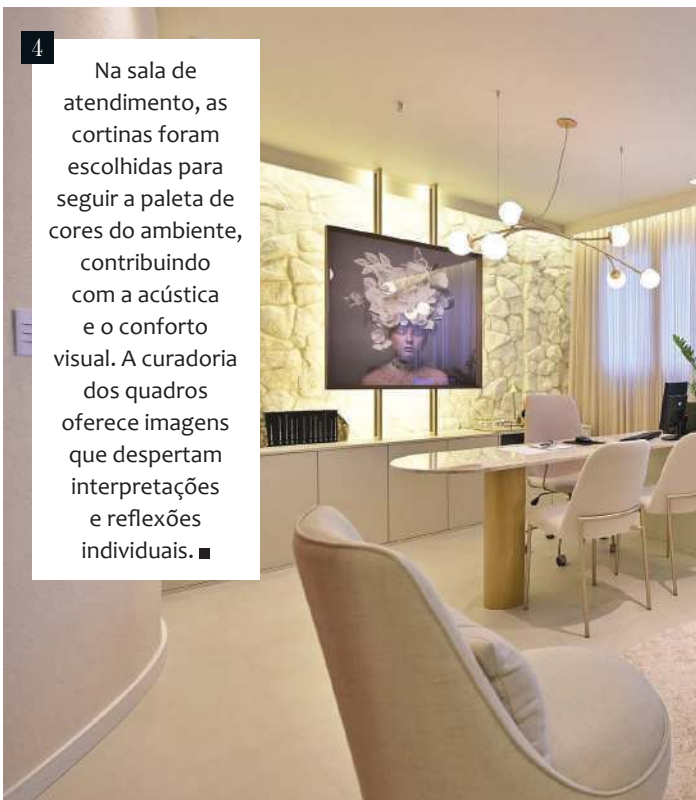 4
Na sala de
atendimento, as
cortinas foram
escolhidas para
seguir a paleta de
cores do ambiente,
contribuindo
com a acústica
e o conforto
visual. A curadoria
dos quadros
oferece imagens
que despertam
interpretações
e reflexões
individuais. ■